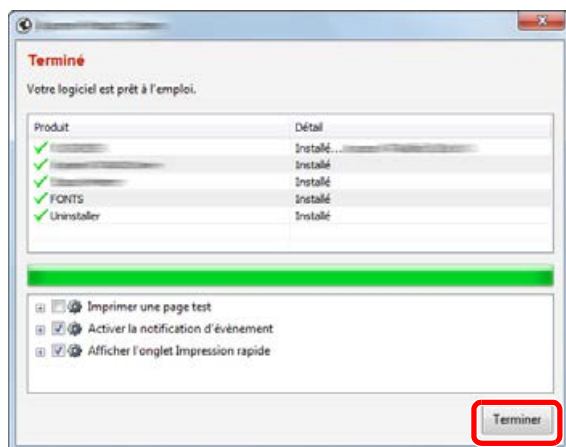 Terminé
Votre logiciel est prêt à l'emploi.
Produit Détail
Installé...
Installé
Installé
FONTS Installé
Uninstaller Installé
Imprimer une page test
Activer la notification d'évènement
Afficher l'onglet Impression rapide
Terminer